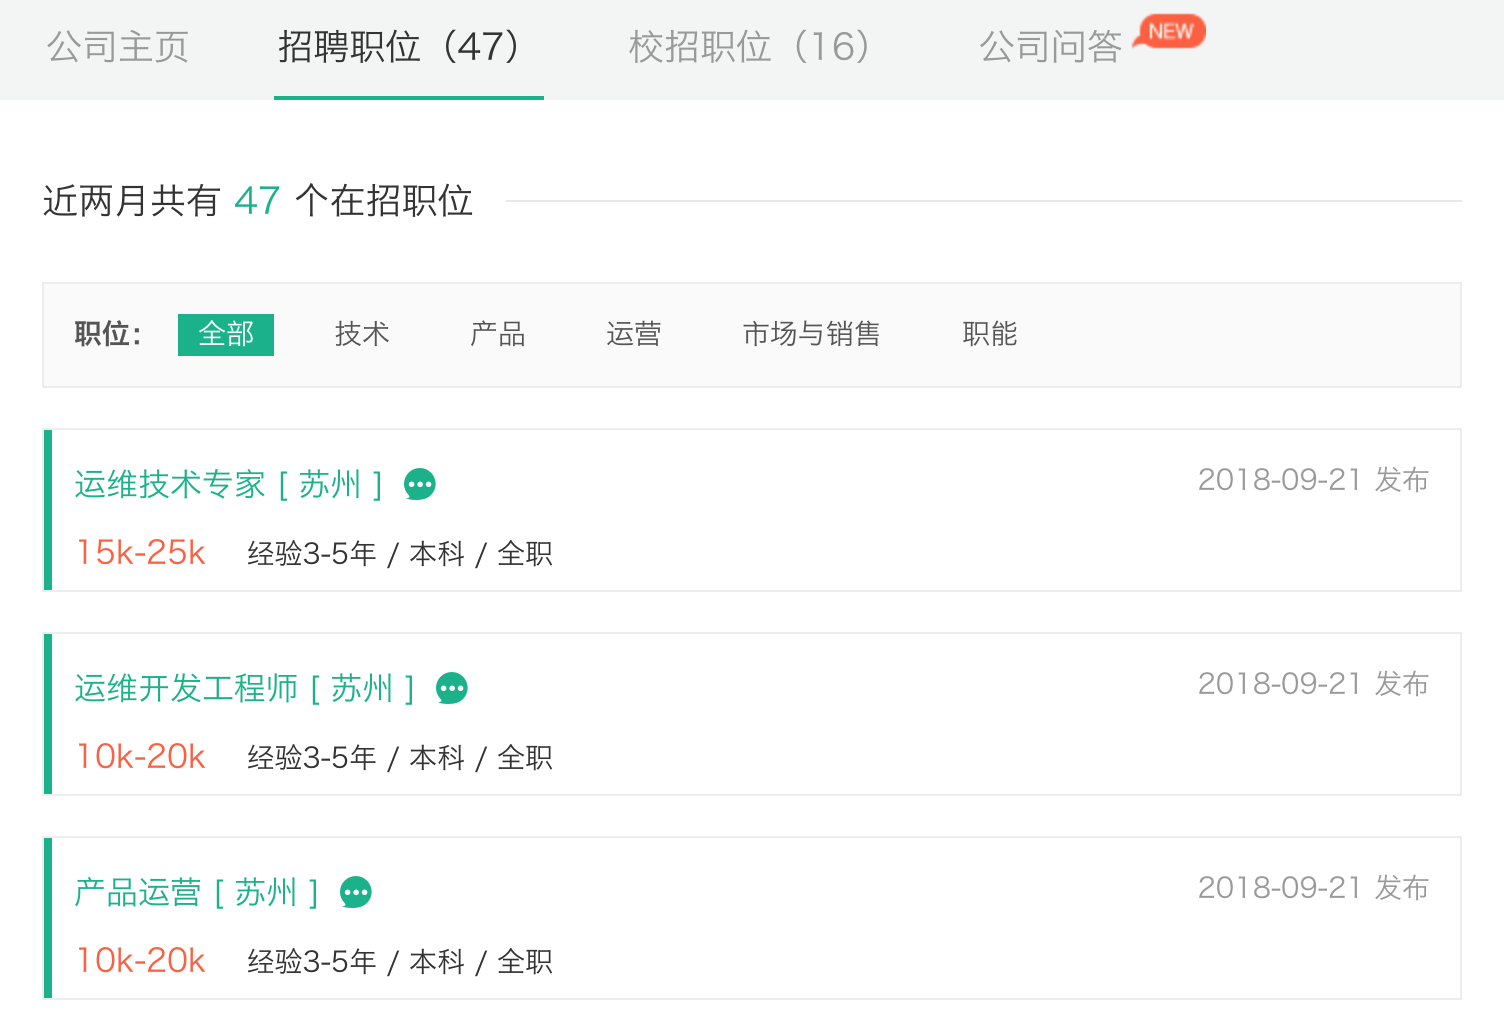 公司主页 招聘职位（47） 校招职位（16） 公司问答 NEW
近两月共有 47 个在招职位
职位： 全部 技术 产品 运营 市场与销售 职能
运维技术专家 [ 苏州 ] 2018-09-21 发布
15k-25k 经验3-5年 / 本科 / 全职
运维开发工程师 [ 苏州 ] 2018-09-21 发布
10k-20k 经验3-5年 / 本科 / 全职
产品运营 [ 苏州 ] 2018-09-21 发布
10k-20k 经验3-5年 / 本科 / 全职